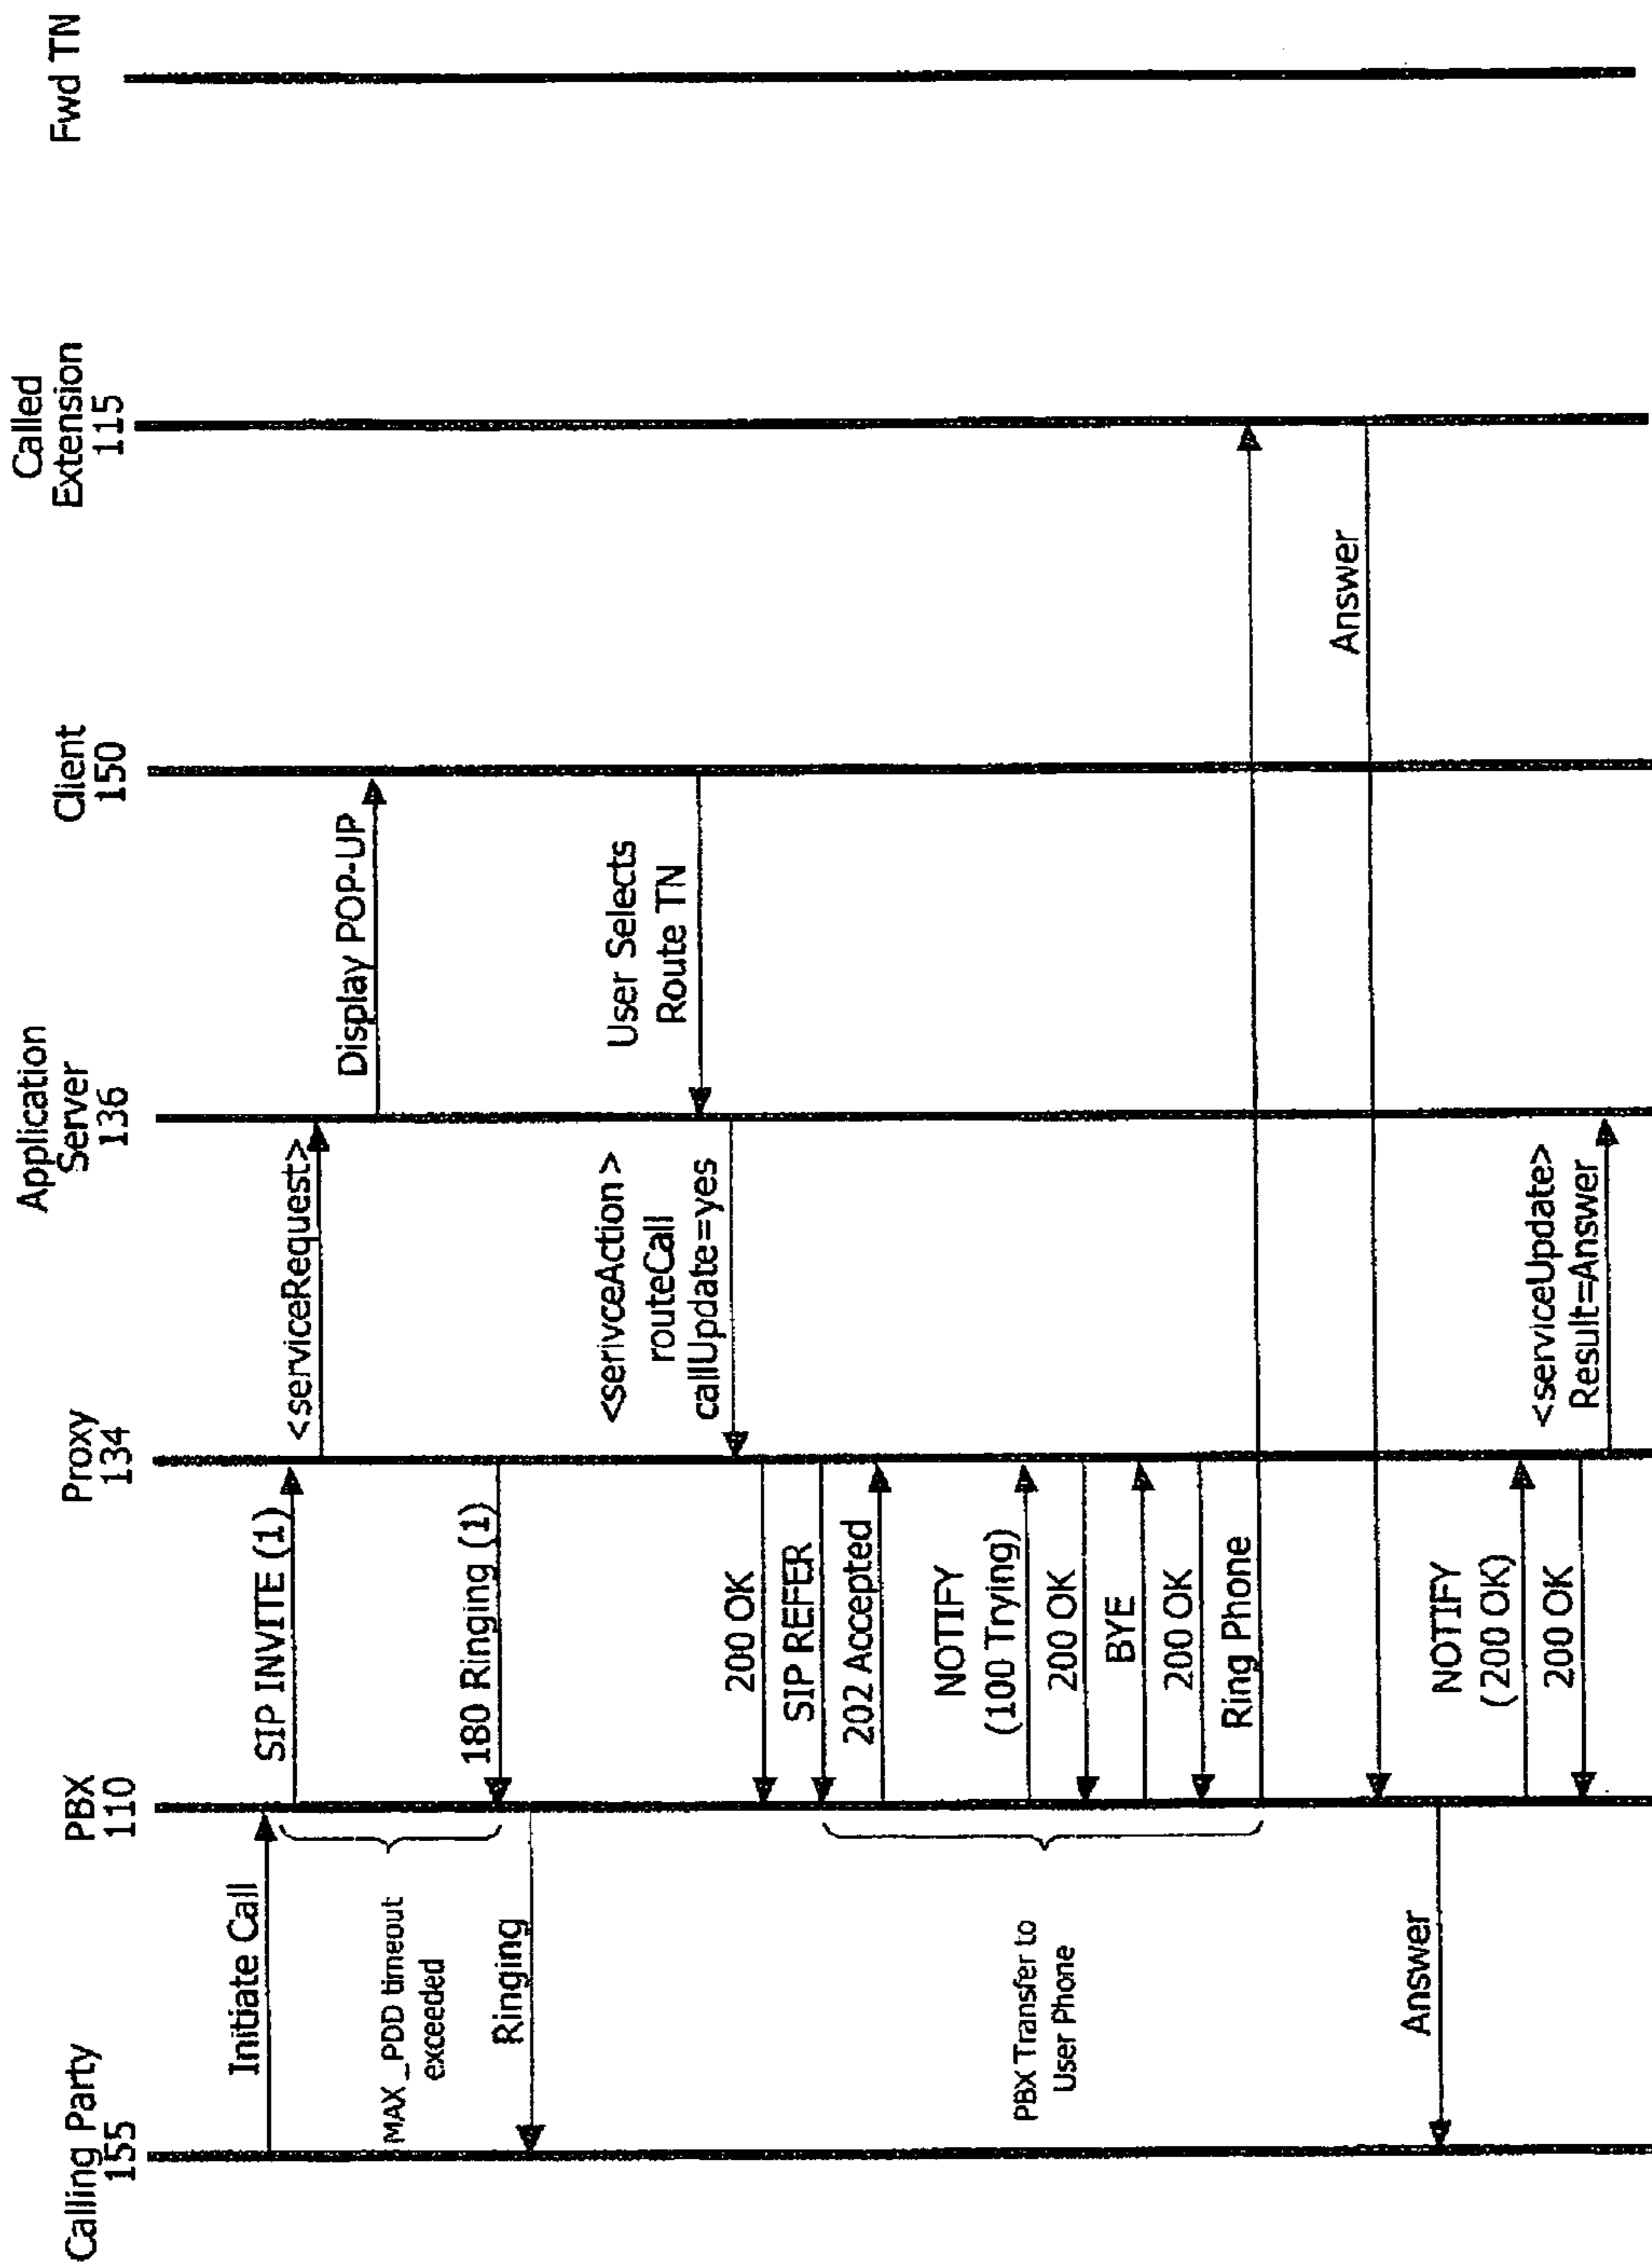 Calling Party
155
PBX
110
Proxy
134
Application
Server
136
Client
150
Called
Extension
115
Fwd TN
Initiate Call
SIP INVITE (1)
<serviceRequest>
Display POP-UP
MAX_PDD timeout
exceeded
180 Ringing (1)
Ringing
User Selects
Route TN
<serivceAction>
routeCall
callUpdate=yes
200 OK
SIP REFER
202 Accepted
NOTIFY
(100 Trying)
200 OK
BYE
200 OK
Ring Phone
PBX Transfer to
User Phone
Answer
Answer
NOTIFY
(200 OK)
200 OK
<serviceUpdate>
Result=Answer